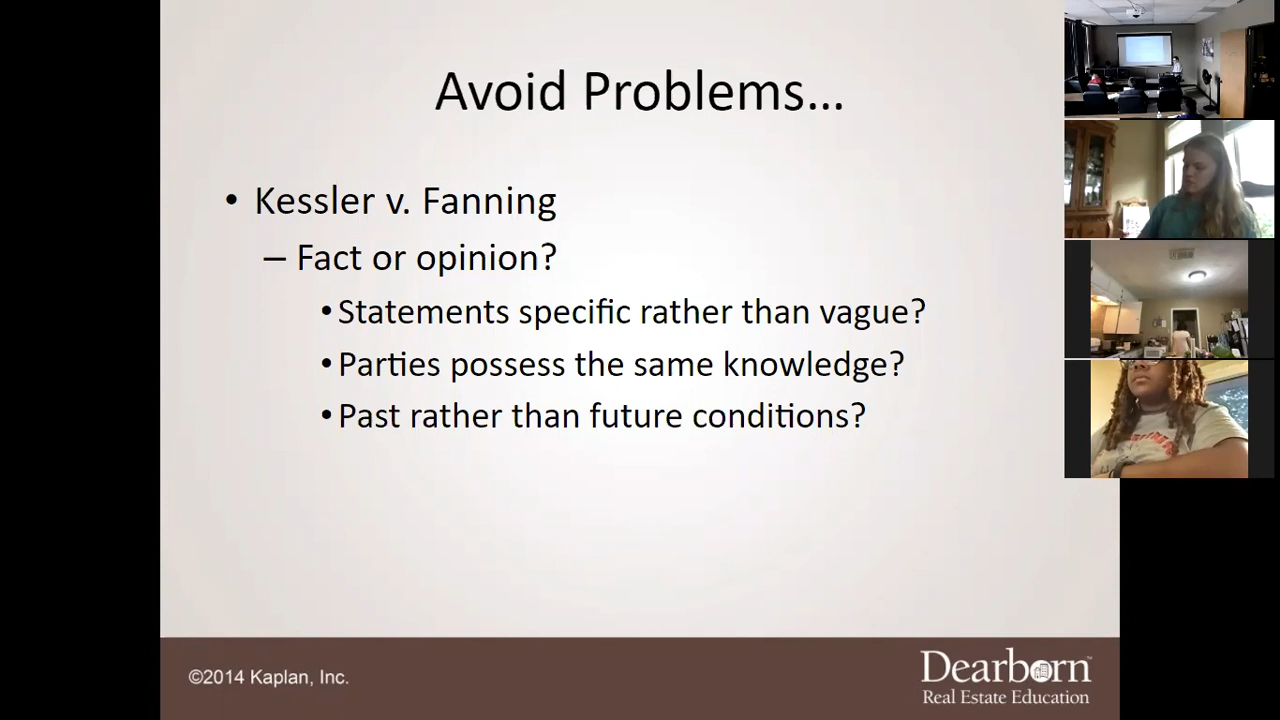 Avoid Problems...
• Kessler v. Fanning
– Fact or opinion?
• Statements specific rather than vague?
• Parties possess the same knowledge?
• Past rather than future conditions?
©2014 Kaplan, Inc.
Dearborn™
Real Estate Education